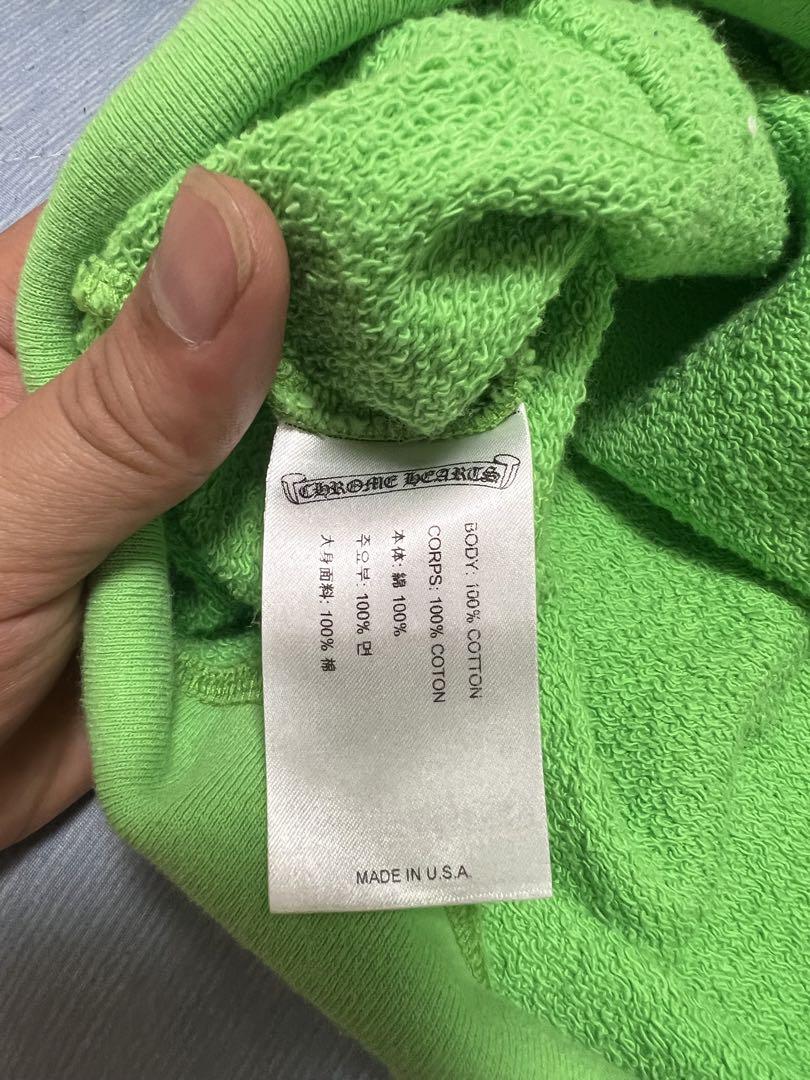 CHROME HEARTS
BODY: 100% COTTON
CORPS: 100% COTON
本体: 綿 100%
주요부: 100% 면
大身面料: 100% 棉
MADE IN U.S.A.